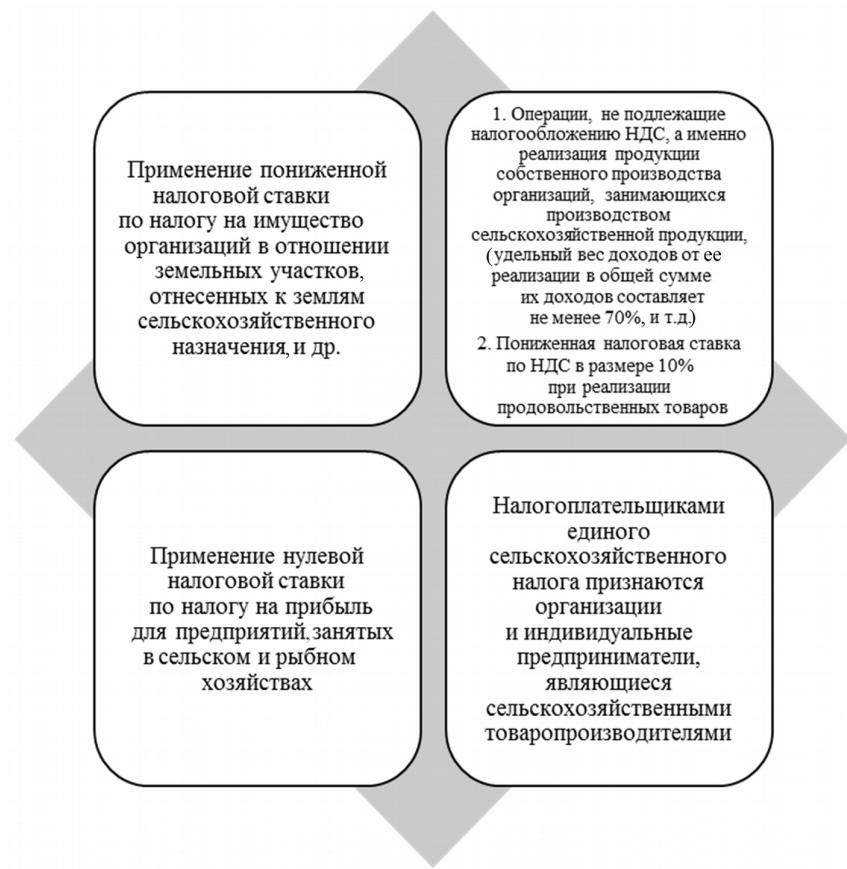 Применение пониженной
налоговой ставки
по налогу на имущество
организаций в отношении
земельных участков,
отнесенных к землям
сельскохозяйственного
назначения, и др.
1. Операции, не подлежащие
налогообложению НДС, а именно
реализация продукции
собственного производства
организаций, занимающихся
производством
сельскохозяйственной продукции,
(удельный вес доходов от ее
реализации в общей сумме
их доходов составляет
не менее 70%, и т.д.)
2. Пониженная налоговая ставка
по НДС в размере 10%
при реализации
продовольственных товаров
Применение нулевой
налоговой ставки
по налогу на прибыль
для предприятий, занятых
в сельском и рыбном
хозяйствах
Налогоплательщиками
единого
сельскохозяйственного
налога признаются
организации
и индивидуальные
предприниматели,
являющиеся
сельскохозяйственными
товаропроизводителями